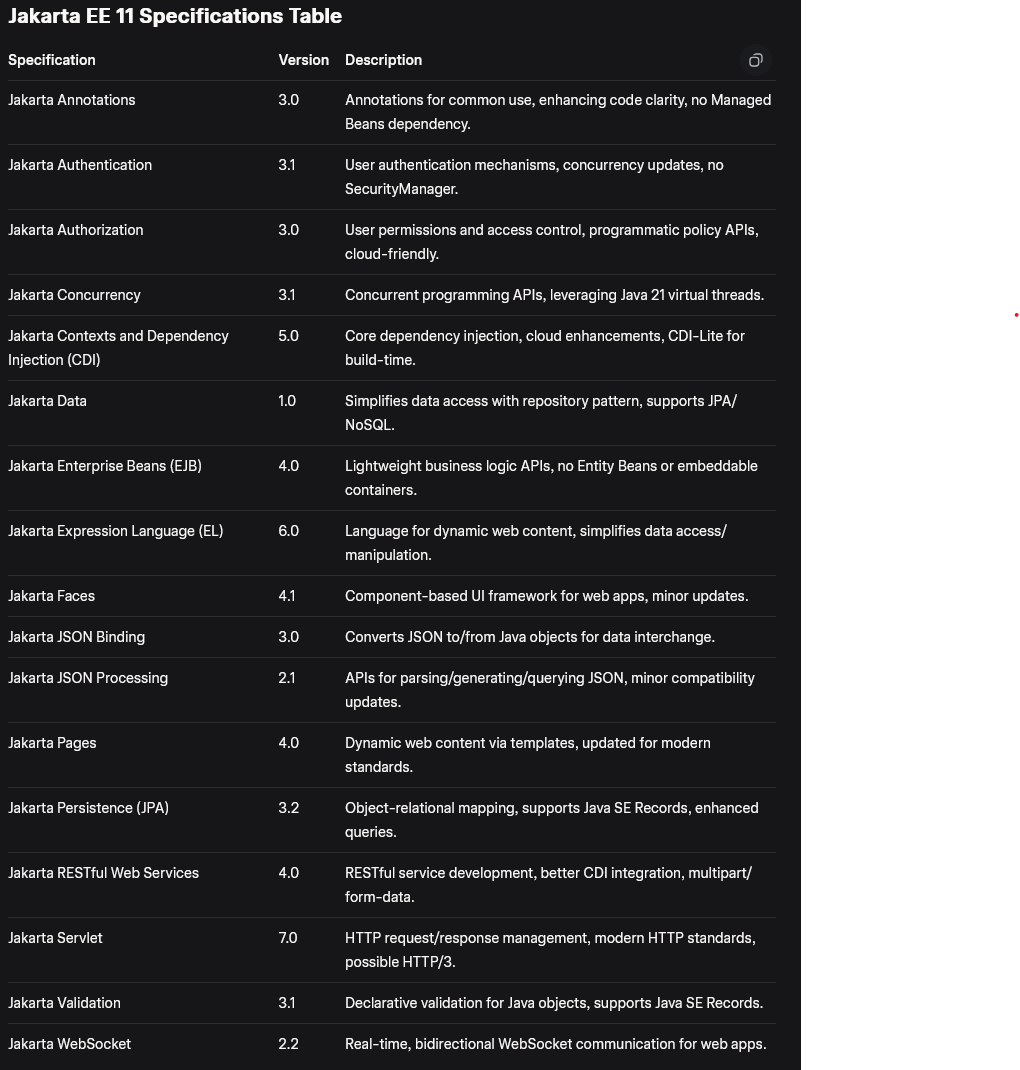 Jakarta EE 11 Specifications Table
Specification Version Description
Jakarta Annotations 3.0 Annotations for common use, enhancing code clarity, no Managed
Beans dependency.
Jakarta Authentication 3.1 User authentication mechanisms, concurrency updates, no
SecurityManager.
Jakarta Authorization 3.0 User permissions and access control, programmatic policy APIs,
cloud-friendly.
Jakarta Concurrency 3.1 Concurrent programming APIs, leveraging Java 21 virtual threads.
Jakarta Contexts and Dependency 5.0 Core dependency injection, cloud enhancements, CDI-Lite for
Injection (CDI) build-time.
Jakarta Data 1.0 Simplifies data access with repository pattern, supports JPA/
NoSQL.
Jakarta Enterprise Beans (EJB) 4.0 Lightweight business logic APIs, no Entity Beans or embeddable
containers.
Jakarta Expression Language (EL) 6.0 Language for dynamic web content, simplifies data access/
manipulation.
Jakarta Faces 4.1 Component-based UI framework for web apps, minor updates.
Jakarta JSON Binding 3.0 Converts JSON to/from Java objects for data interchange.
Jakarta JSON Processing 2.1 APIs for parsing/generating/querying JSON, minor compatibility
updates.
Jakarta Pages 4.0 Dynamic web content via templates, updated for modern
standards.
Jakarta Persistence (JPA) 3.2 Object-relational mapping, supports Java SE Records, enhanced
queries.
Jakarta RESTful Web Services 4.0 RESTful service development, better CDI integration, multipart/
form-data.
Jakarta Servlet 7.0 HTTP request/response management, modern HTTP standards,
possible HTTP/3.
Jakarta Validation 3.1 Declarative validation for Java objects, supports Java SE Records.
Jakarta WebSocket 2.2 Real-time, bidirectional WebSocket communication for web apps.